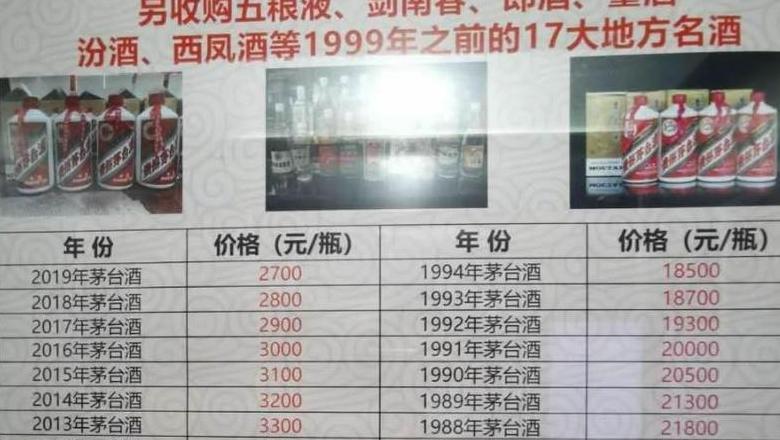 另收购五粮液、剑南春、郎酒、董酒
汾酒、西凤酒等1999年之前的17大地方名酒
年 份 价格（元/瓶） 年 份 价格（元/瓶）
2019年茅台酒 2700 1994年茅台酒 18500
2018年茅台酒 2800 1993年茅台酒 18700
2017年茅台酒 2900 1992年茅台酒 19300
2016年茅台酒 3000 1991年茅台酒 20000
2015年茅台酒 3100 1990年茅台酒 20500
2014年茅台酒 3200 1989年茅台酒 21300
2013年茅台酒 3300 1988年茅台酒 21800